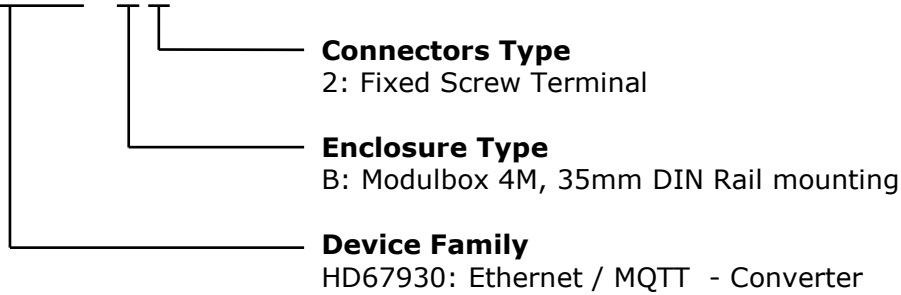 Connectors Type
2: Fixed Screw Terminal
Enclosure Type
B: Modulbox 4M, 35mm DIN Rail mounting
Device Family
HD67930: Ethernet / MQTT - Converter